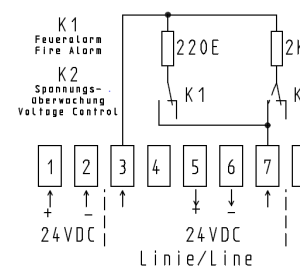 K1
Feueralarm
Fire Alarm
K2
Spannungs-
überwachung
Voltage Control
220E
2K
K1
K
1 2 3 4 5 6 7
+ - + -
24VDC 24VDC
Linie/Line